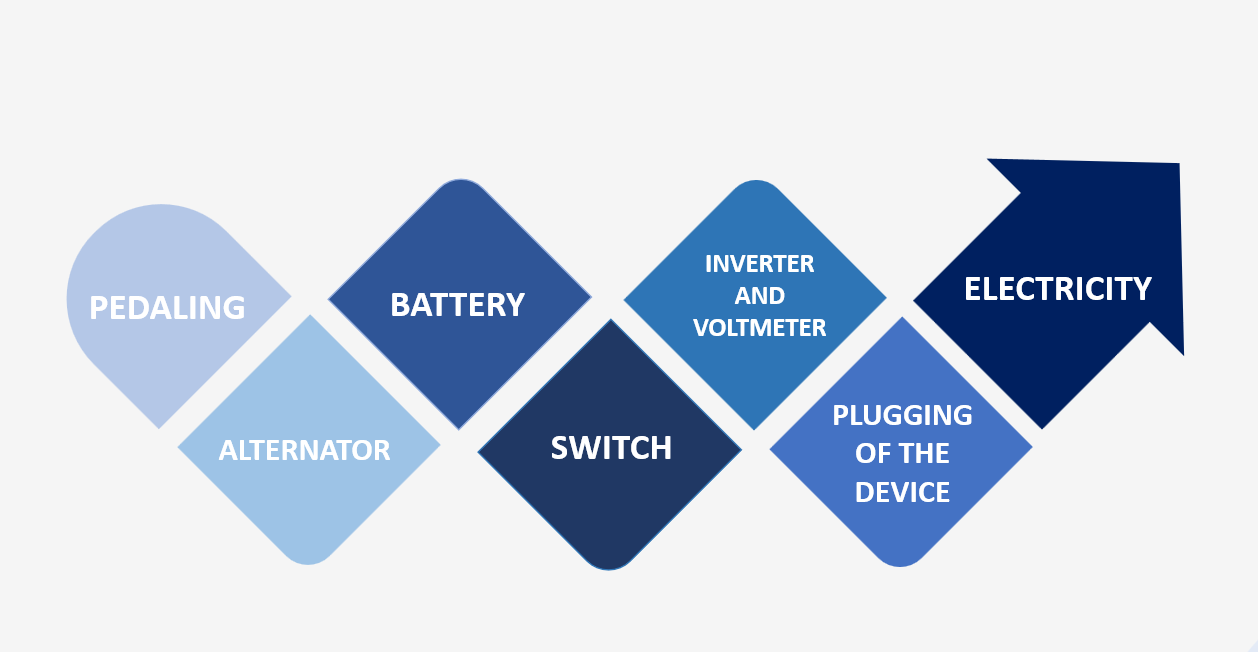 PEDALING
ALTERNATOR
BATTERY
SWITCH
INVERTER
AND
VOLTMETER
PLUGGING
OF THE
DEVICE
ELECTRICITY